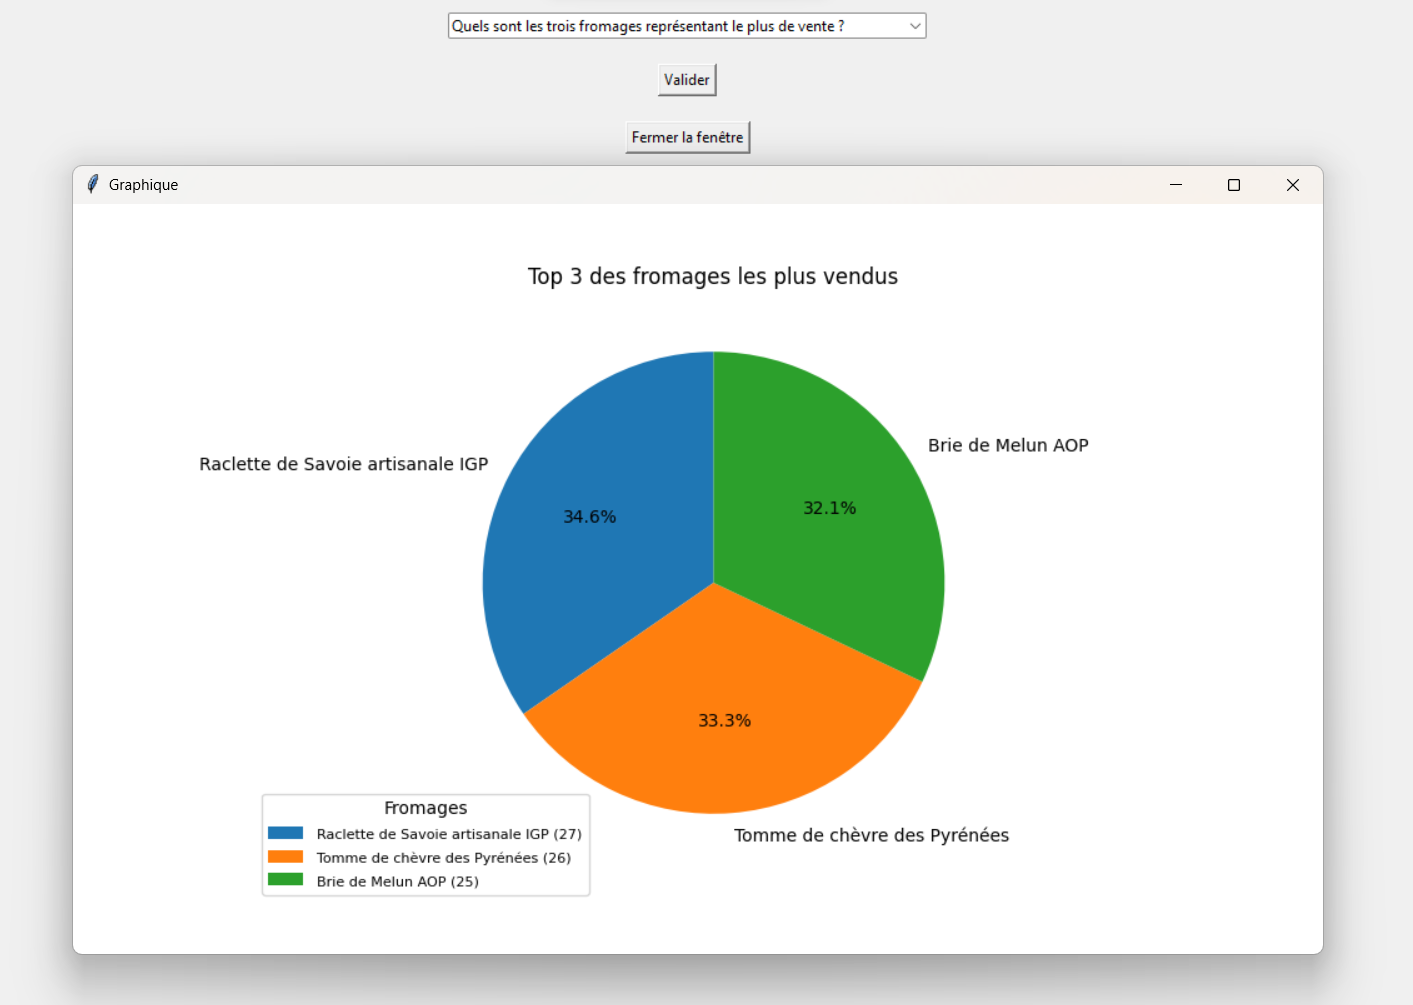 Quels sont les trois fromages représentant le plus de vente ?
Valider
Fermer la fenêtre
Graphique
Top 3 des fromages les plus vendus
Brie de Melun AOP
Raclette de Savoie artisanale IGP
32.1%
34.6%
33.3%
Tomme de chèvre des Pyrénées
Fromages
Raclette de Savoie artisanale IGP (27)
Tomme de chèvre des Pyrénées (26)
Brie de Melun AOP (25)